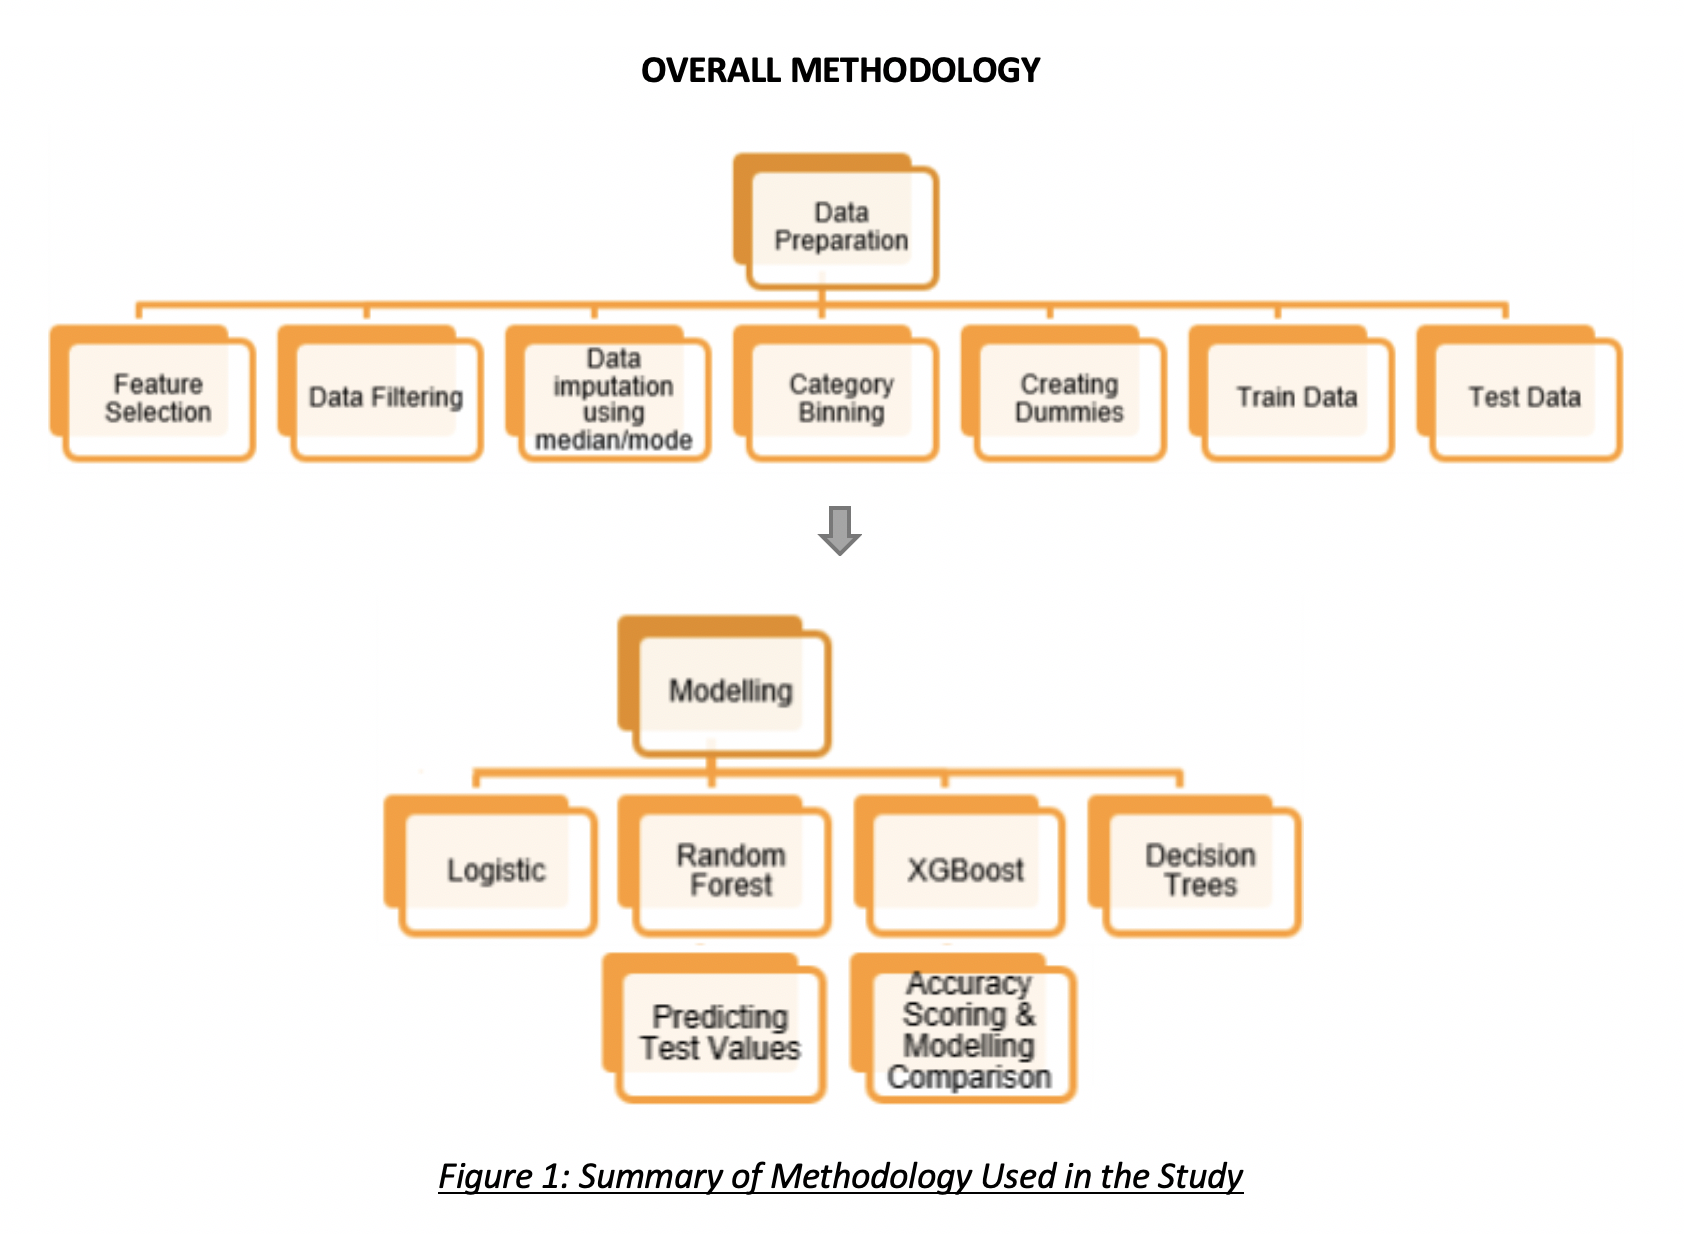 OVERALL METHODOLOGY
Data
Preparation
Feature
Selection
Data Filtering
Data
imputation
using
median/mode
Category
Binning
Creating
Dummies
Train Data
Test Data
Modelling
Logistic
Random
Forest
XGBoost
Decision
Trees
Predicting
Test Values
Accuracy
Scoring &
Modelling
Comparison
Figure 1: Summary of Methodology Used in the Study